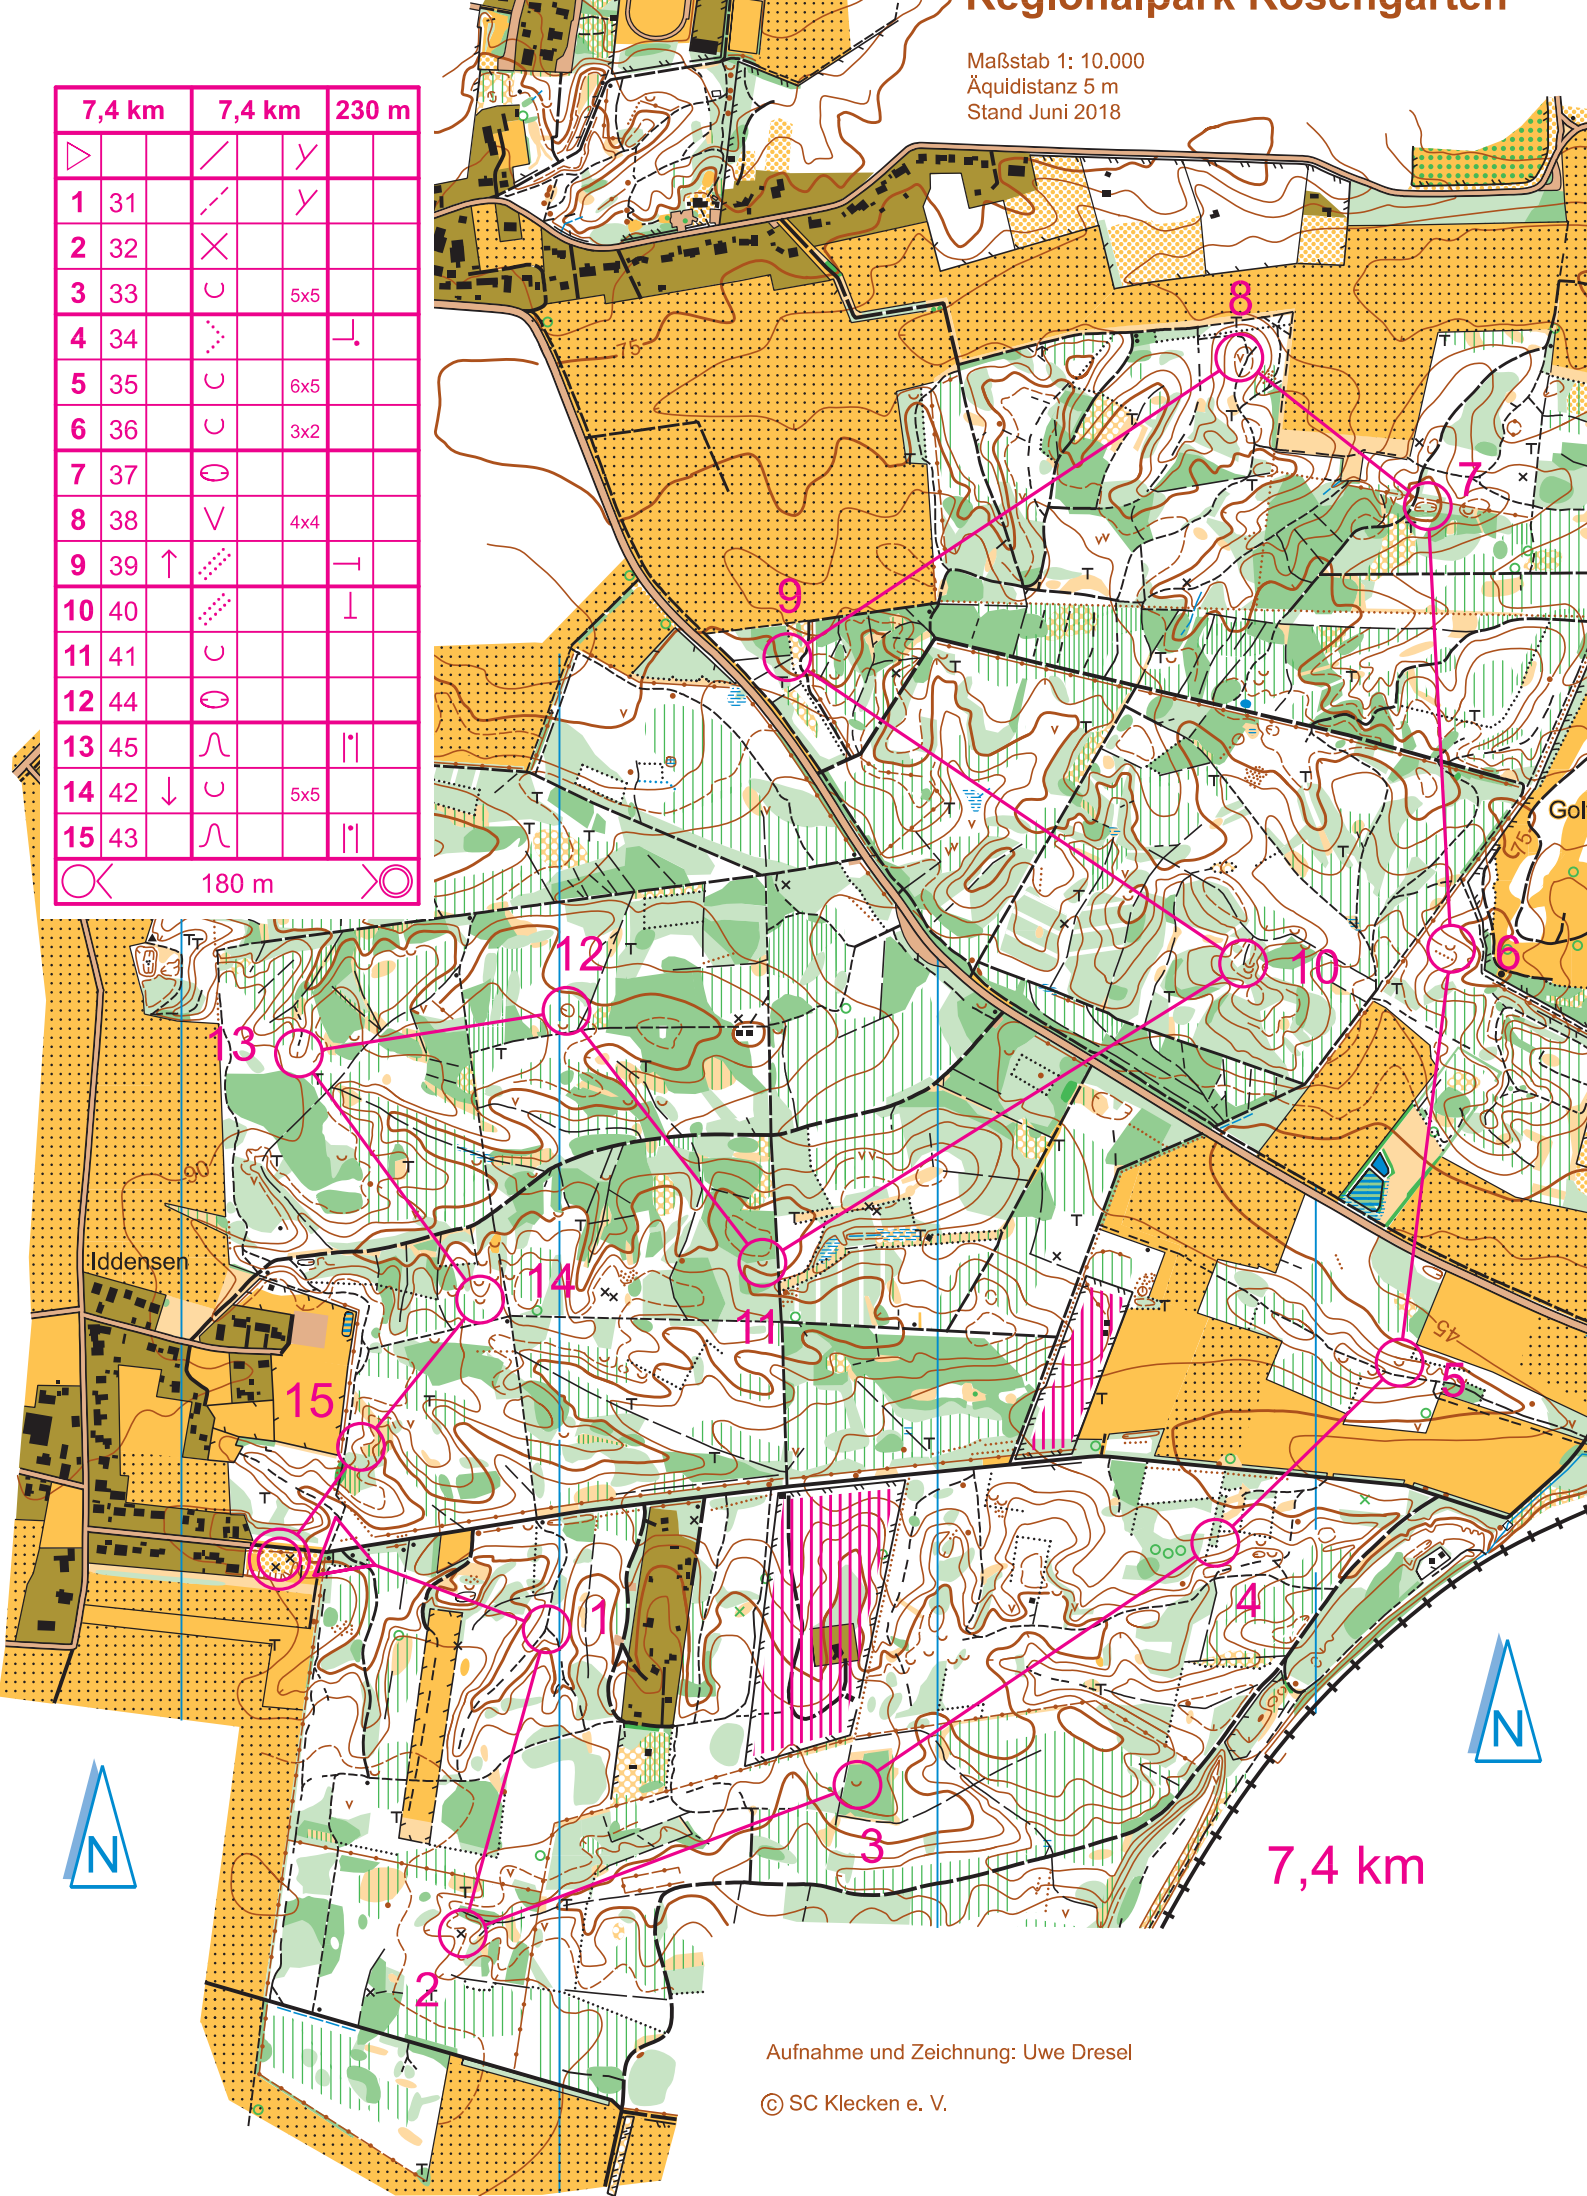 Regionalpark Rosengarten
Maßstab 1: 10.000
Äquidistanz 5 m
Stand Juni 2018
7,4 km 7,4 km 230 m
1 31
2 32
3 33 5x5
4 34
5 35 6x5
6 36 3x2
7 37
8 38 4x4
9 39
10 40
11 41
12 44
13 45
14 42 5x5
15 43
180 m
75
8
7
9
Gol
75
12
10
6
13
90
Iddensen
14
11
45
5
15
1
4
N
3
7,4 km
N
2
Aufnahme und Zeichnung: Uwe Dresel
© SC Klecken e. V.